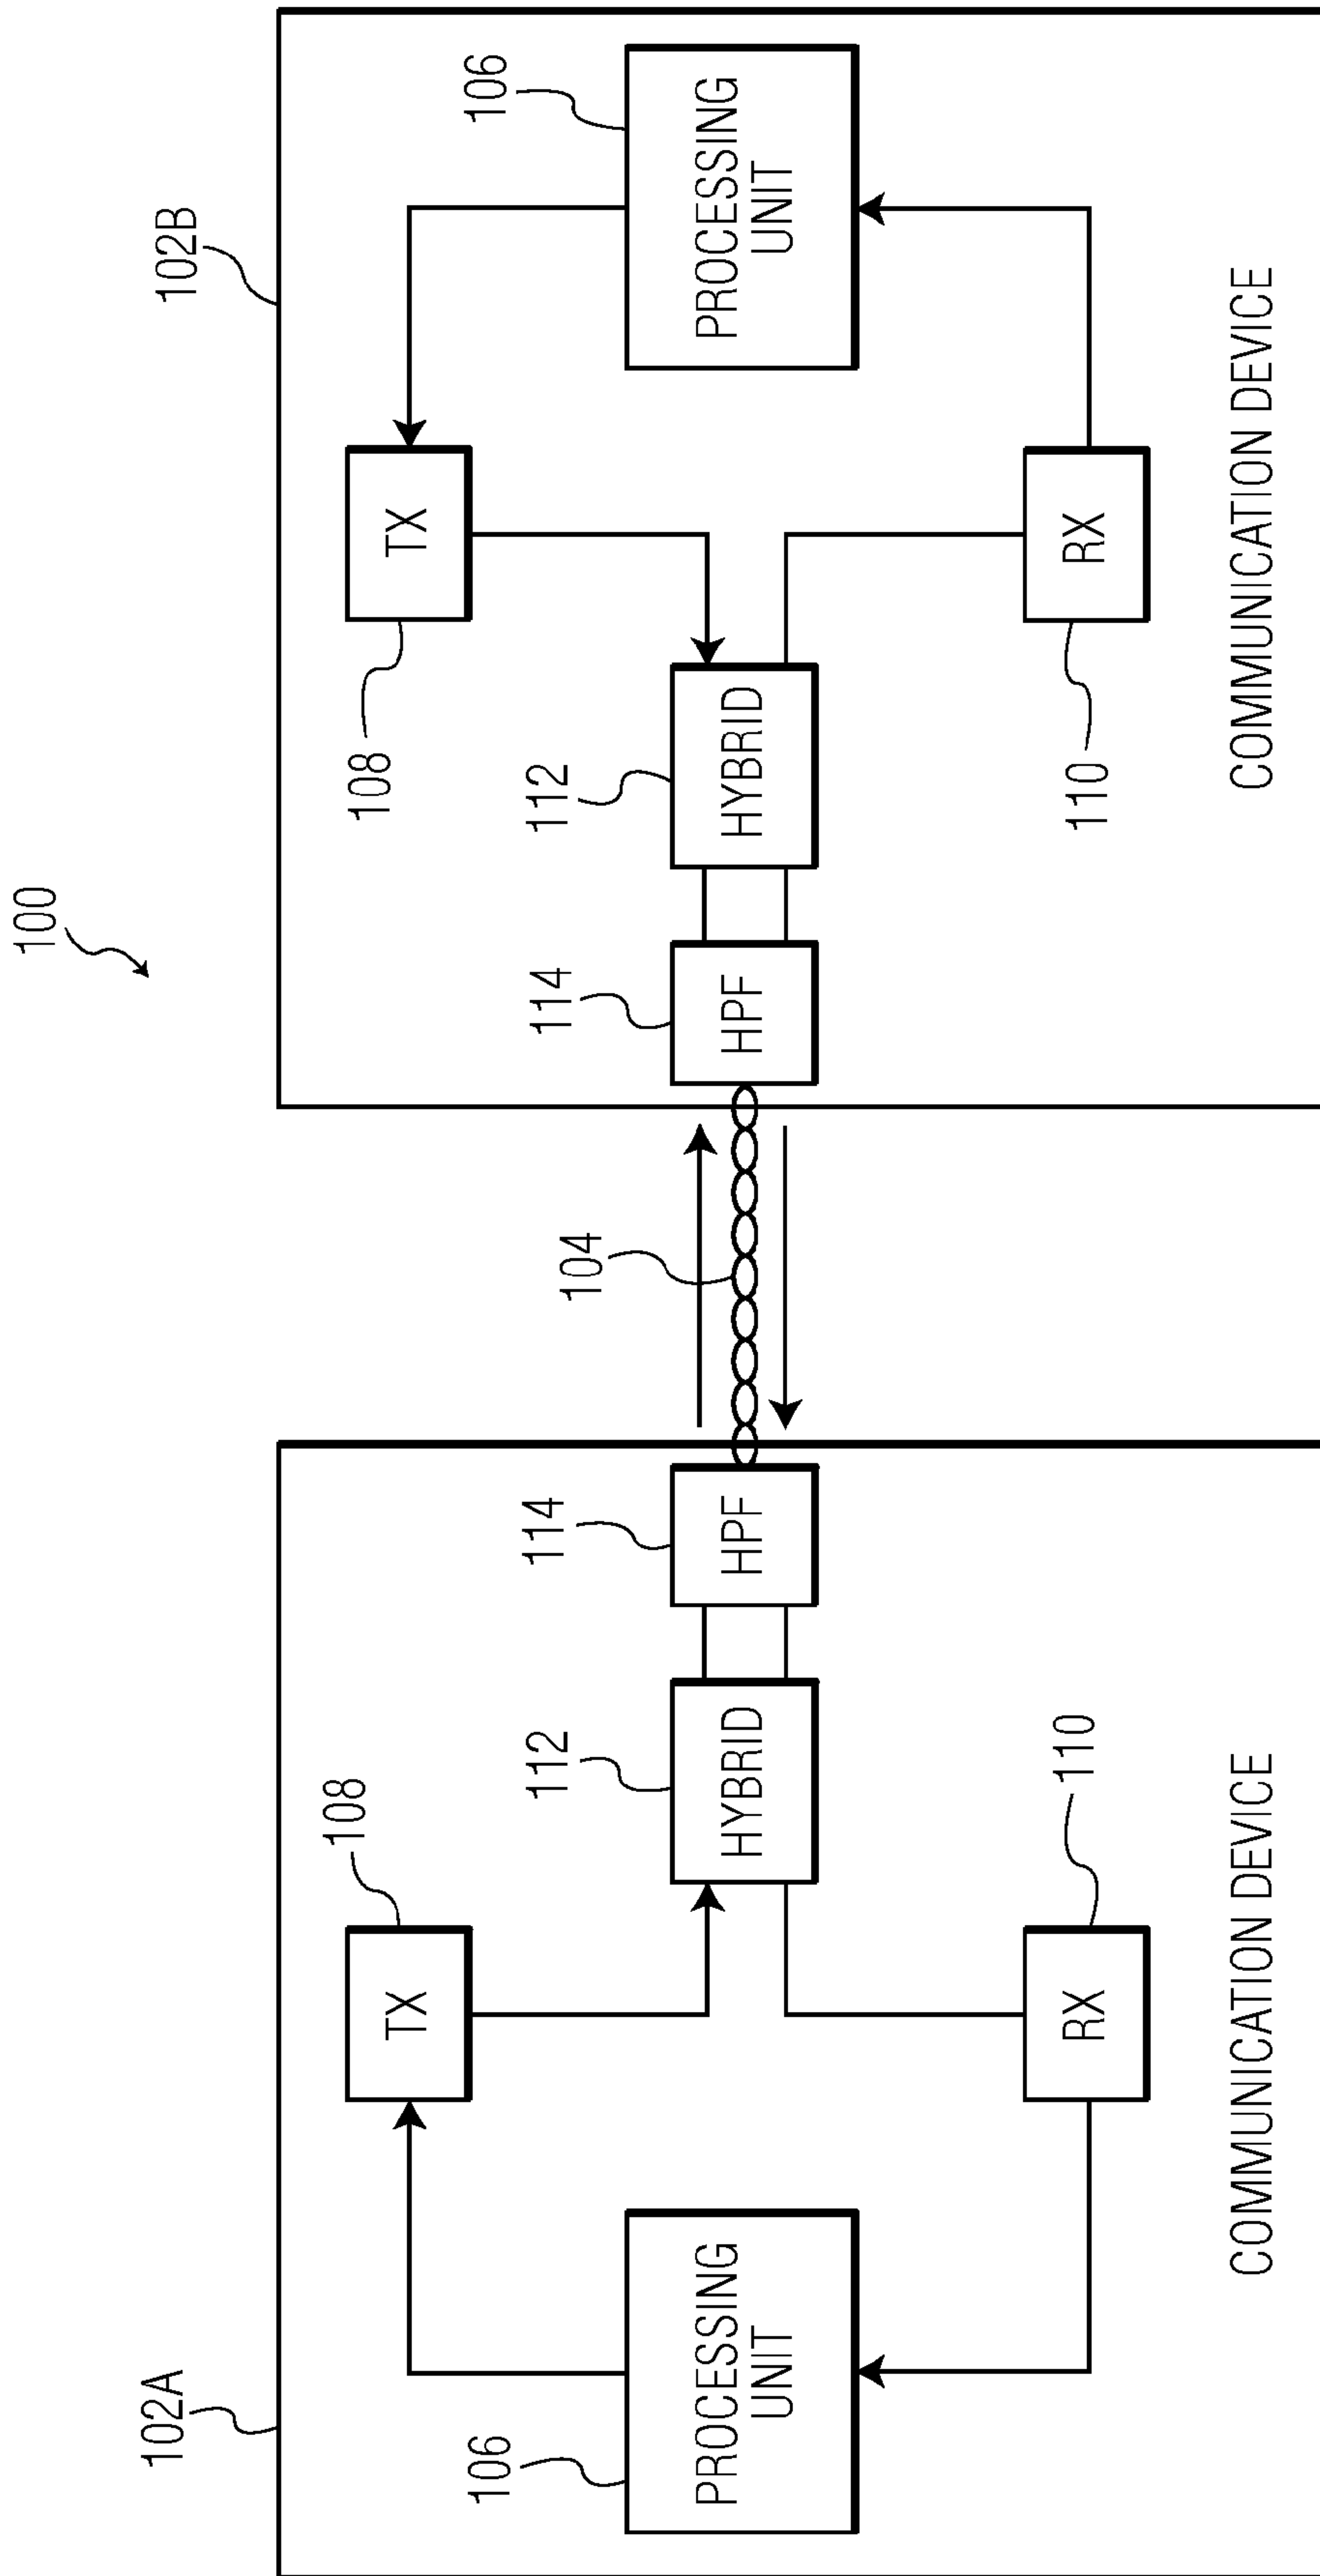 100
102A
102B
108
TX
108
TX
106
PROCESSING
UNIT
112
HYBRID
114
HPF
104
114
HPF
112
HYBRID
106
PROCESSING
UNIT
110
RX
110
RX
COMMUNICATION DEVICE
COMMUNICATION DEVICE